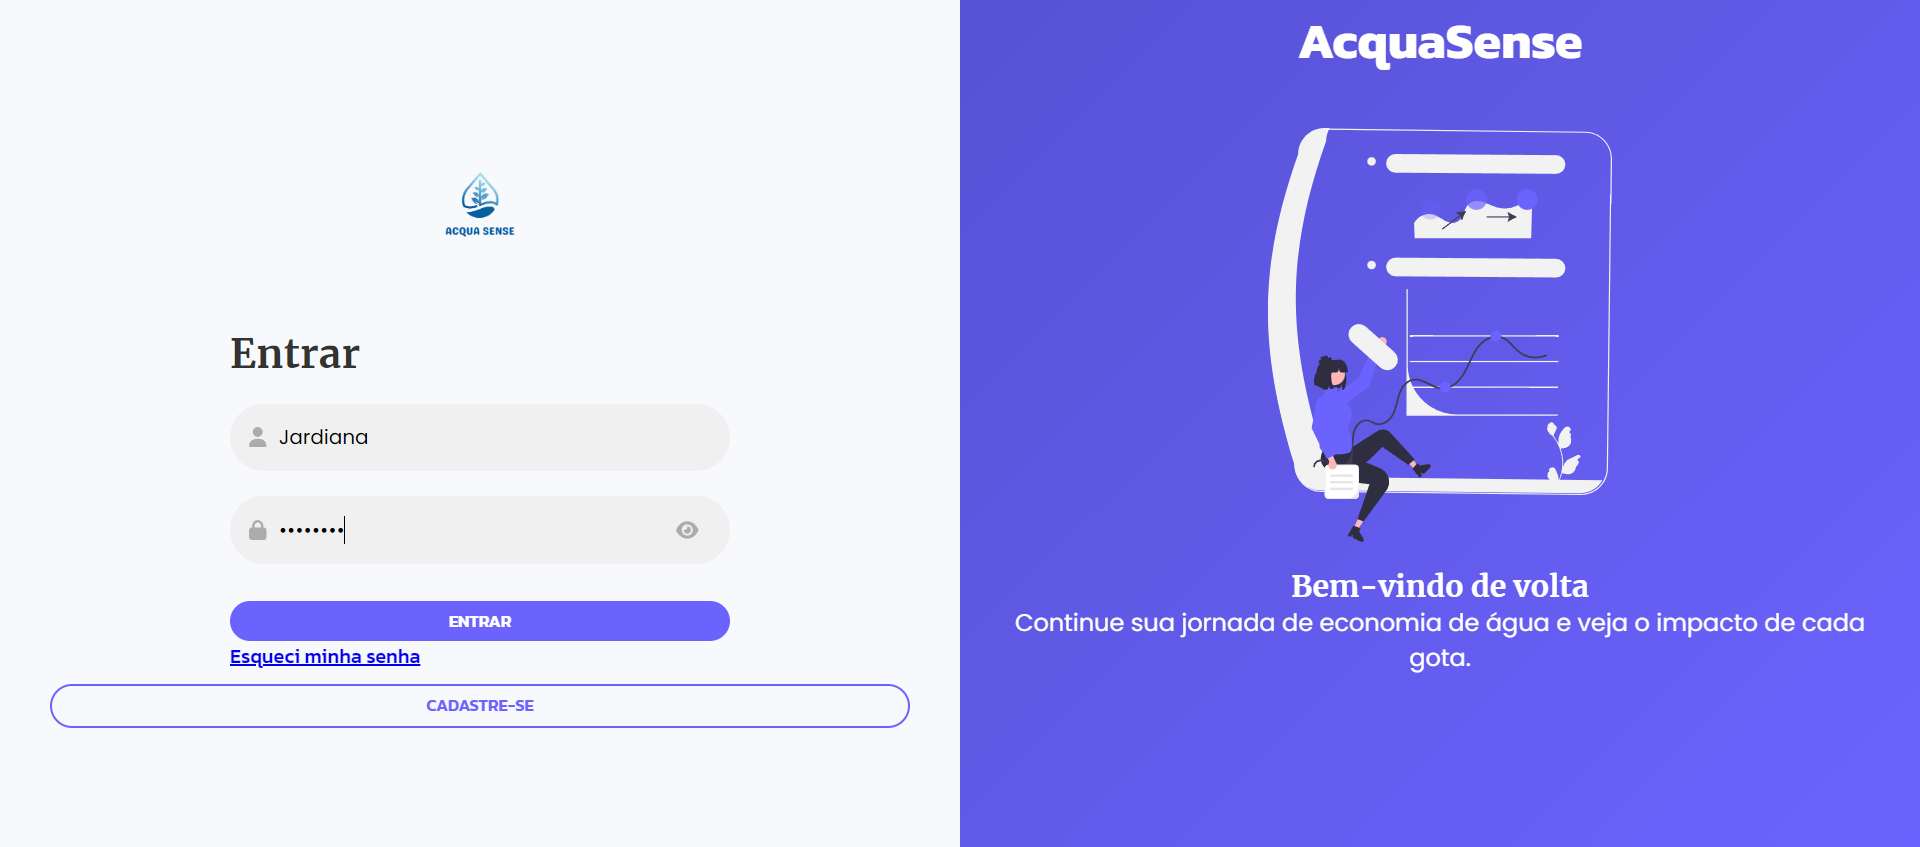 ACQUA SENSE
Entrar
Jardiana
••••••••
ENTRAR
Esqueci minha senha
CADASTRE-SE
AcquaSense
Bem-vindo de volta
Continue sua jornada de economia de água e veja o impacto de cada
gota.